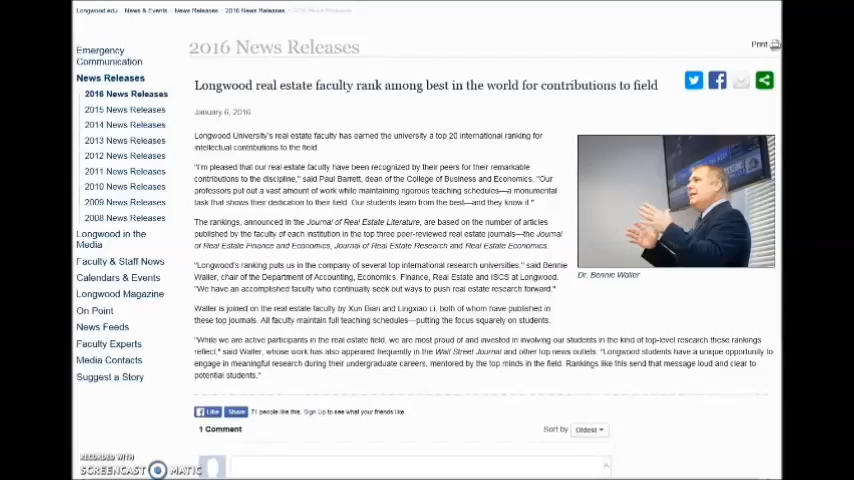 Longwood.edu News & Events News Releases 2016 News Releases
2016 News Releases
Print
Emergency
Communication
News Releases
2016 News Releases
2015 News Releases
2014 News Releases
2013 News Releases
2012 News Releases
2011 News Releases
2010 News Releases
2009 News Releases
2008 News Releases
Longwood in the
Media
Faculty & Staff News
Calendars & Events
Longwood Magazine
On Point
News Feeds
Faculty Experts
Media Contacts
Suggest a Story
Longwood real estate faculty rank among best in the world for contributions to field
January 6, 2016
Longwood University's real estate faculty has earned the university a top 20 international ranking for
intellectual contributions to the field.
"I'm pleased that our real estate faculty have been recognized by their peers for their remarkable
contributions to the discipline," said Paul Barrett, dean of the College of Business and Economics. "Our
professors put out a vast amount of work while maintaining rigorous teaching schedules—a monumental
task that shows their dedication to their field. Our students learn from the best—and they know it."
The rankings, announced in the Journal of Real Estate Literature, are based on the number of articles
published by the faculty of each institution in the top three peer-reviewed real estate journals—the Journal
of Real Estate Finance and Economics, Journal of Real Estate Research and Real Estate Economics.
"Longwood's ranking puts us in the company of several top international research universities," said Bennie
Waller, chair of the Department of Accounting, Economics, Finance, Real Estate and ISCS at Longwood.
"We have an accomplished faculty who continually seek out ways to push real estate research forward."
Waller is joined on the real estate faculty by Xun Bian and Lingxiao Li, both of whom have published in
these top journals. All faculty maintain full teaching schedules—putting the focus squarely on students.
Dr. Bennie Waller
"While we are active participants in the real estate field, we are most proud of and invested in involving our students in the kind of top-level research these rankings
reflect," said Waller, whose work has also appeared frequently in the Wall Street Journal and other top news outlets. "Longwood students have a unique opportunity to
engage in meaningful research during their undergraduate careers, mentored by the top minds in the field. Rankings like this send that message loud and clear to
potential students."
Like Share 71 people like this. Sign Up to see what your friends like.
1 Comment Sort by Oldest
RECORDED WITH
SCREENCAST MATIC